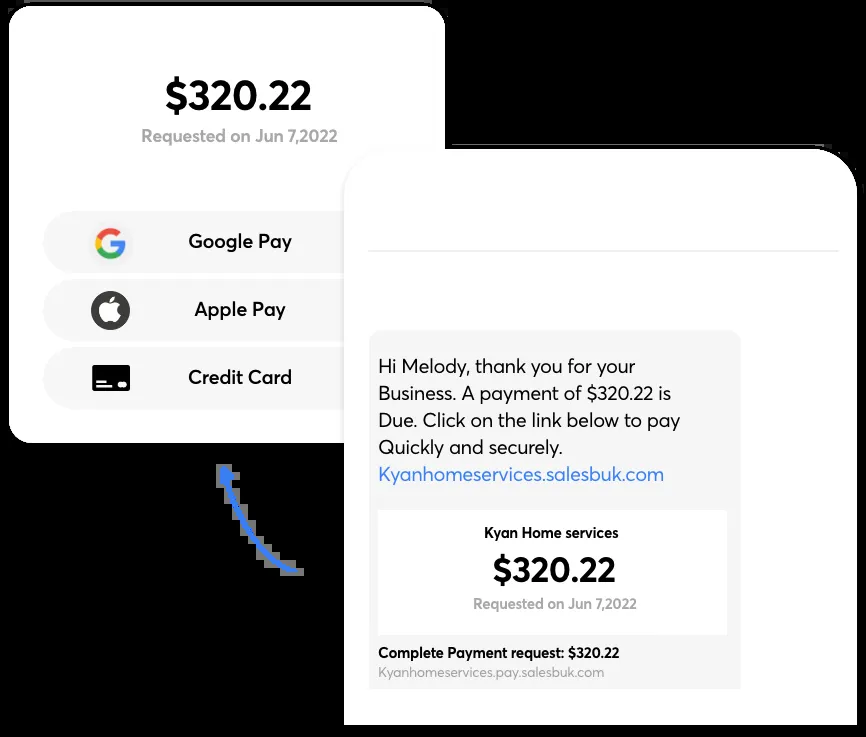 $320.22
Requested on Jun 7,2022
Google Pay
Apple Pay
Credit Card
Hi Melody, thank you for your
Business. A payment of $320.22 is
Due. Click on the link below to pay
Quickly and securely.
Kyanhomeservices.salesbuk.com
Kyan Home services
$320.22
Requested on Jun 7,2022
Complete Payment request: $320.22
Kyanhomeservices.pay.salesbuk.com